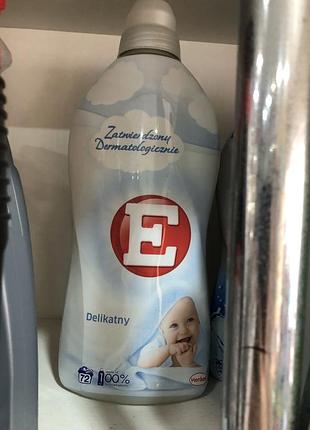 Zatwierdzony
Dermatologicznie
E
Delikatny
72
100%
Henkel